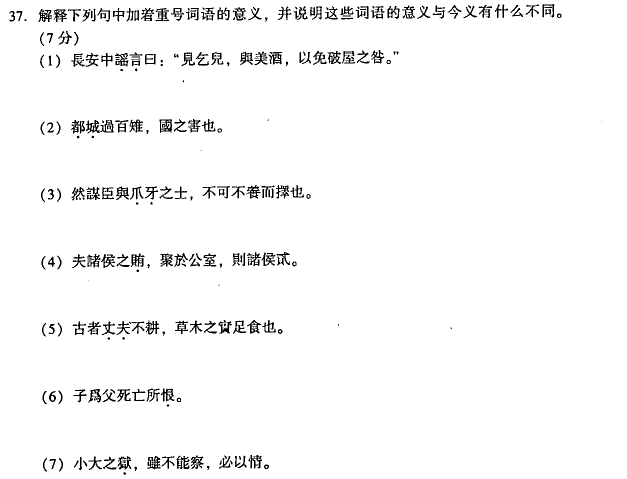 37. 解释下列句中加着重号词语的意义，并说明这些词语的意义与今义有什么不同。
(7 分)
(1) 長安中謡言曰：“見乞兒，與美酒，以免破屋之咎。”
(2) 都城過百雉，國之害也。
(3) 然謀臣與爪牙之士，不可不養而擇也。
(4) 夫諸侯之賄，聚於公室，則諸侯貳。
(5) 古者丈夫不耕，草木之實足食也。
(6) 子爲父死亡所恨。
(7) 小大之獄，雖不能察，必以情。